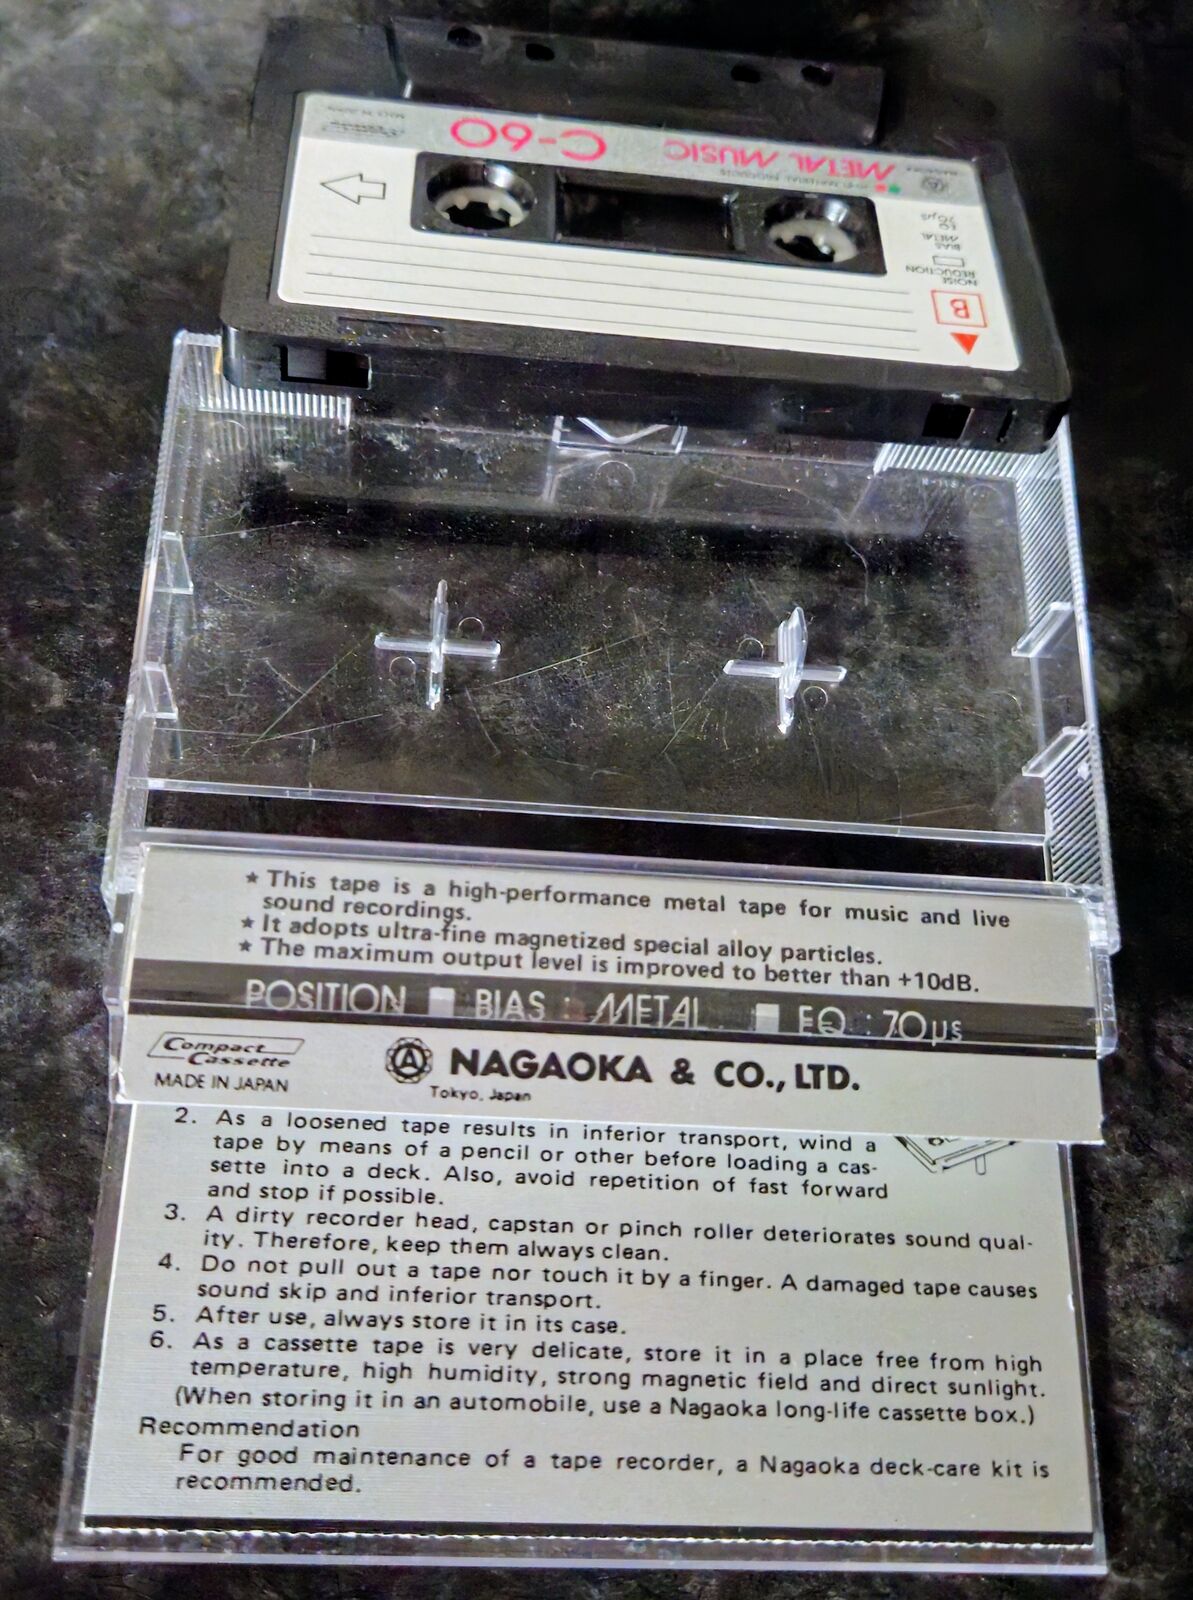 COMPACT
Cassette
MADE IN JAPAN
C-60
METAL MUSIC
NAGAOKA
BIAS
METAL
EQ
70μs
NOISE
REDUCTION
B
★ This tape is a high-performance metal tape for music and live
sound recordings.
★ It adopts ultra-fine magnetized special alloy particles.
★ The maximum output level is improved to better than +10dB.
POSITION ■ BIAS : METAL ■ EQ : 70μs
Compact
Cassette
MADE IN JAPAN
NAGAOKA & CO., LTD.
Tokyo, Japan
2. As a loosened tape results in inferior transport, wind a
tape by means of a pencil or other before loading a cas-
sette into a deck. Also, avoid repetition of fast forward
and stop if possible.
3. A dirty recorder head, capstan or pinch roller deteriorates sound qual-
ity. Therefore, keep them always clean.
4. Do not pull out a tape nor touch it by a finger. A damaged tape causes
sound skip and inferior transport.
5. After use, always store it in its case.
6. As a cassette tape is very delicate, store it in a place free from high
temperature, high humidity, strong magnetic field and direct sunlight.
(When storing it in an automobile, use a Nagaoka long-life cassette box.)
Recommendation
For good maintenance of a tape recorder, a Nagaoka deck-care kit is
recommended.